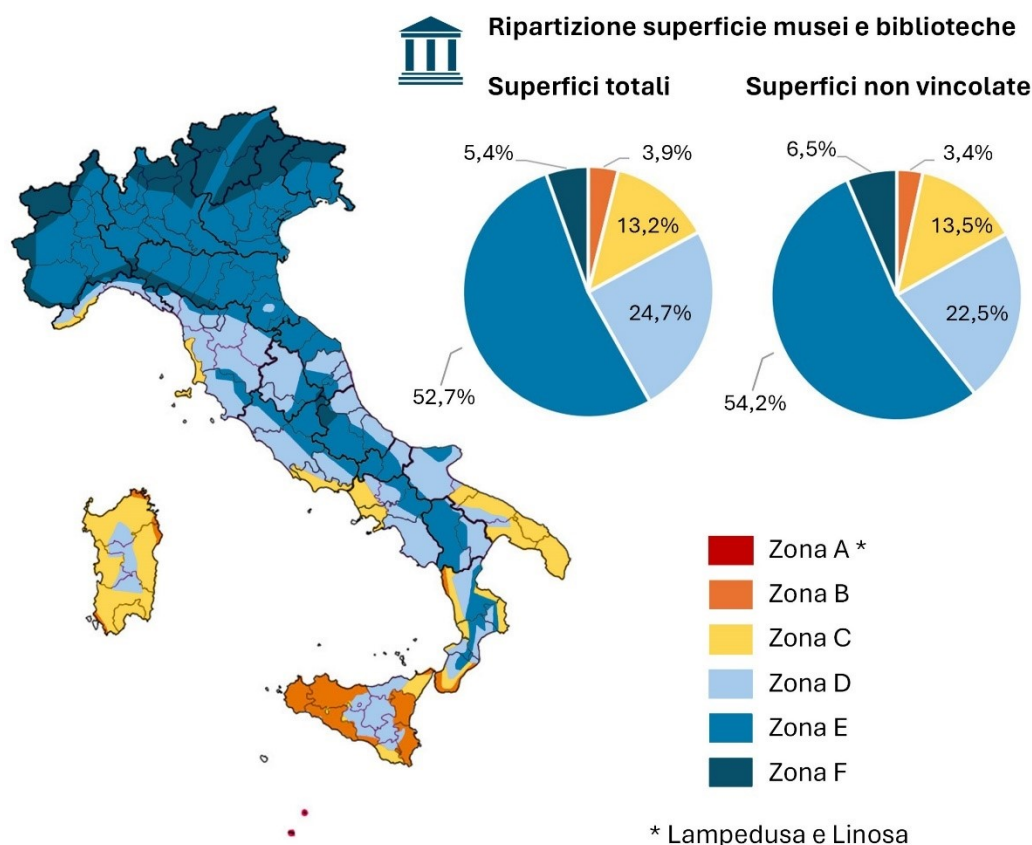 Ripartizione superficie musei e biblioteche
Superfici totali
Superfici non vincolate
5,4%
3,9%
13,2%
24,7%
52,7%
6,5%
3,4%
13,5%
22,5%
54,2%
Zona A *
Zona B
Zona C
Zona D
Zona E
Zona F
* Lampedusa e Linosa